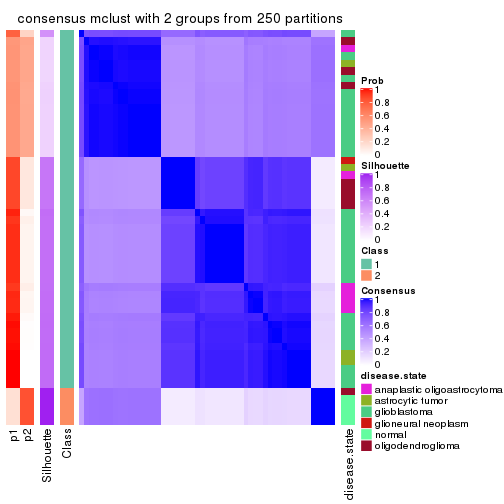 consensus mclust with 2 groups from 250 partitions
Prob
1
0.8
0.6
0.4
0.2
0
Silhouette
1
0.8
0.6
0.4
0.2
0
Class
1
2
Consensus
1
0.8
0.6
0.4
0.2
0
disease.state
anaplastic oligoastrocytoma
astrocytic tumor
glioblastoma
glioneural neoplasm
normal
oligodendroglioma
p1
p2
Silhouette
Class
disease.state